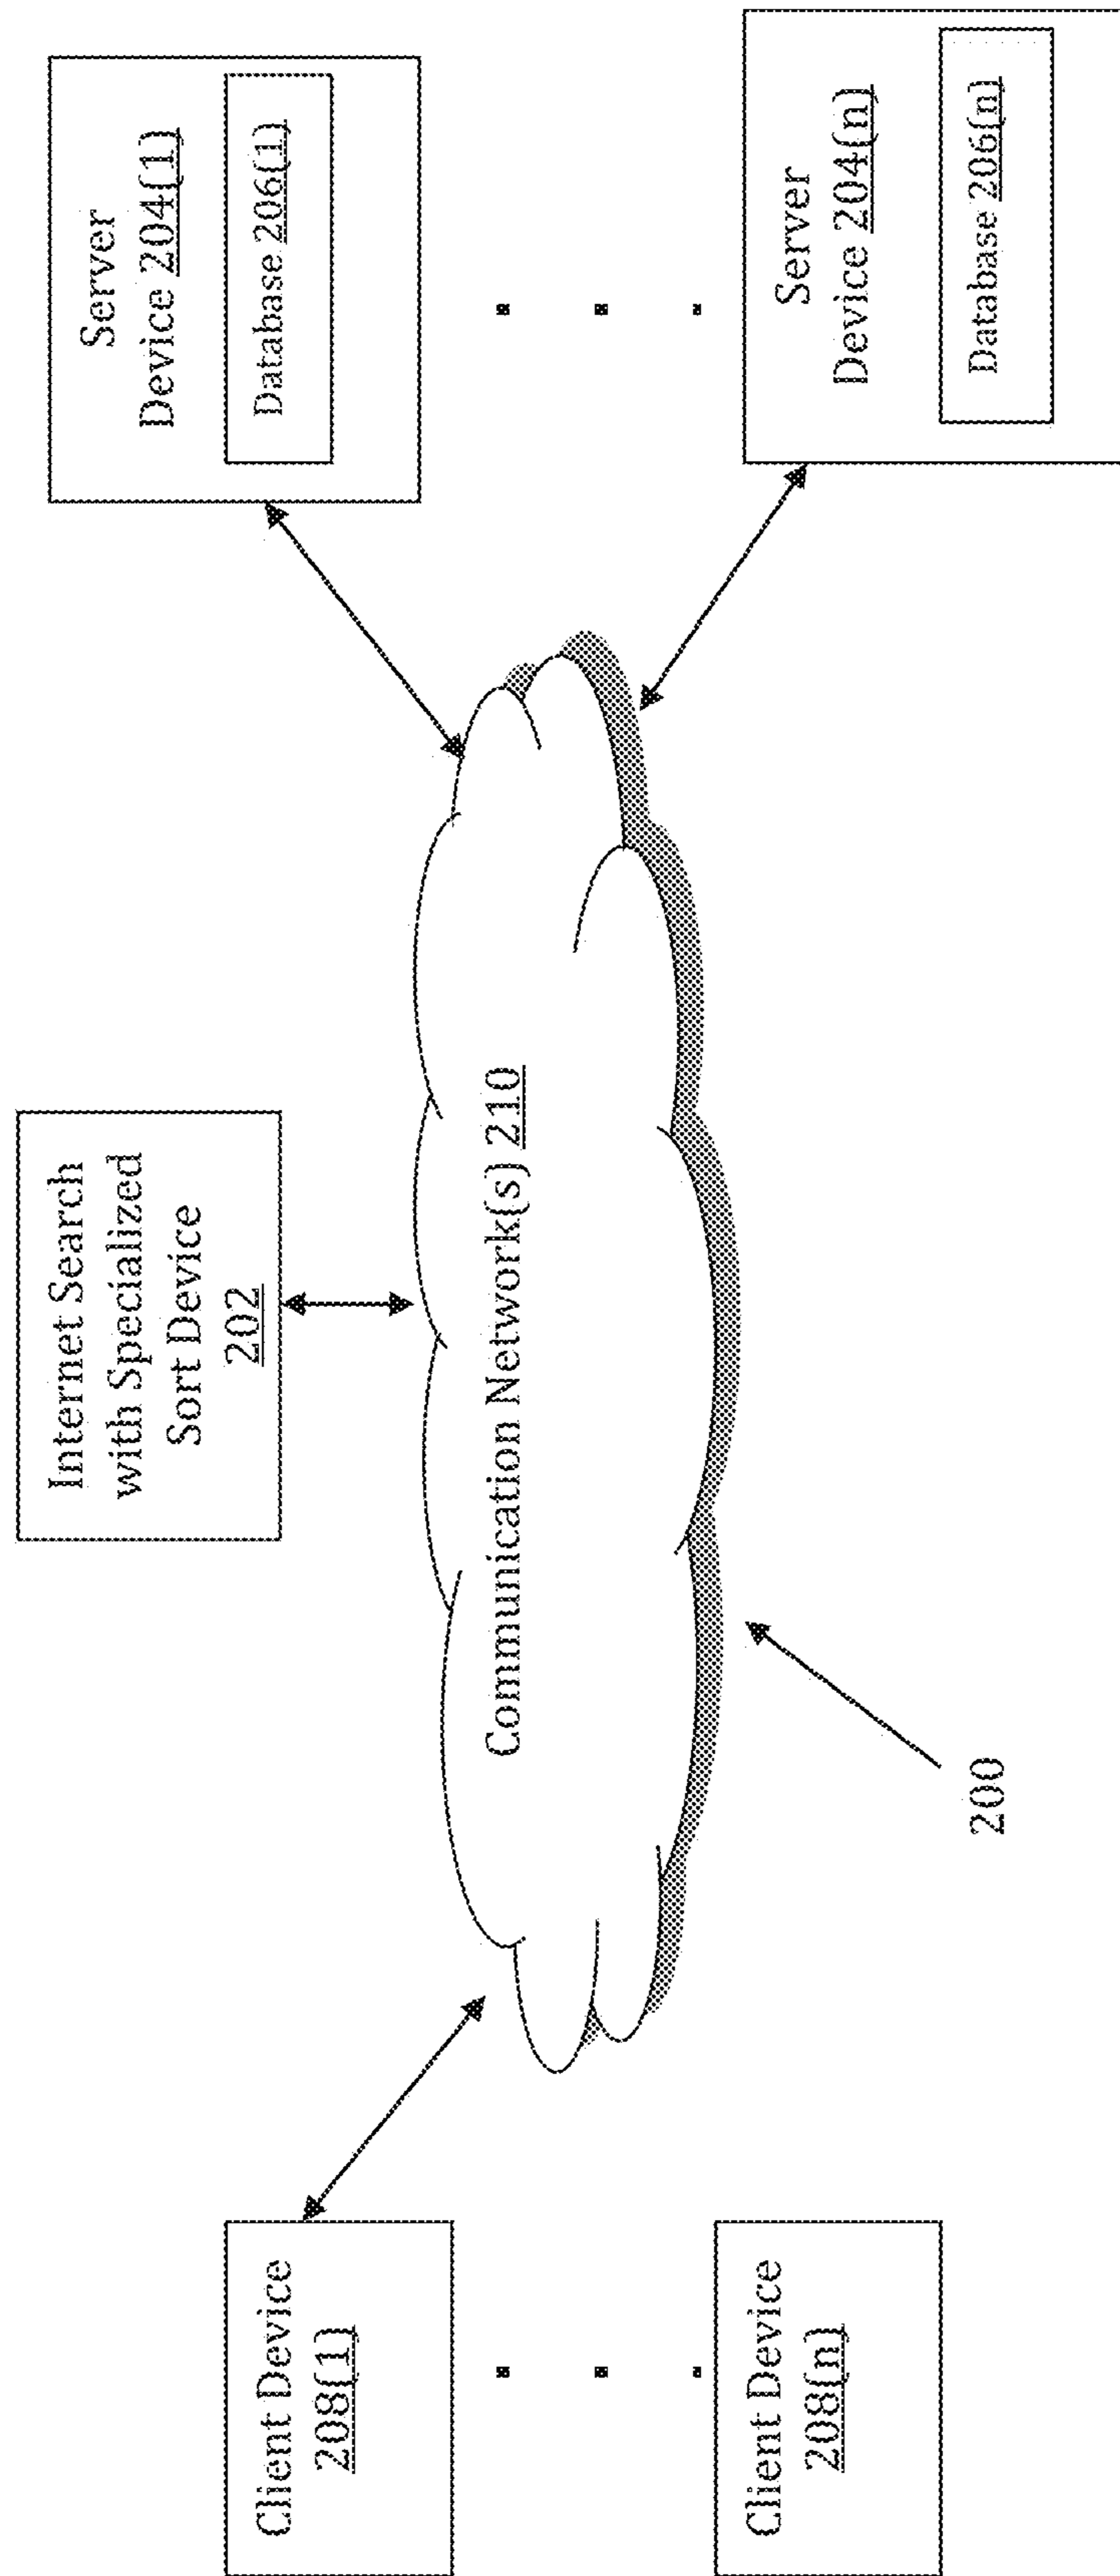 Internet Search
with Specialized
Sort Device
202
Client Device
208(1)
Client Device
208(n)
Communication Network(s) 210
Server
Device 204(1)
Database 206(1)
Server
Device 204(n)
Database 206(n)
200